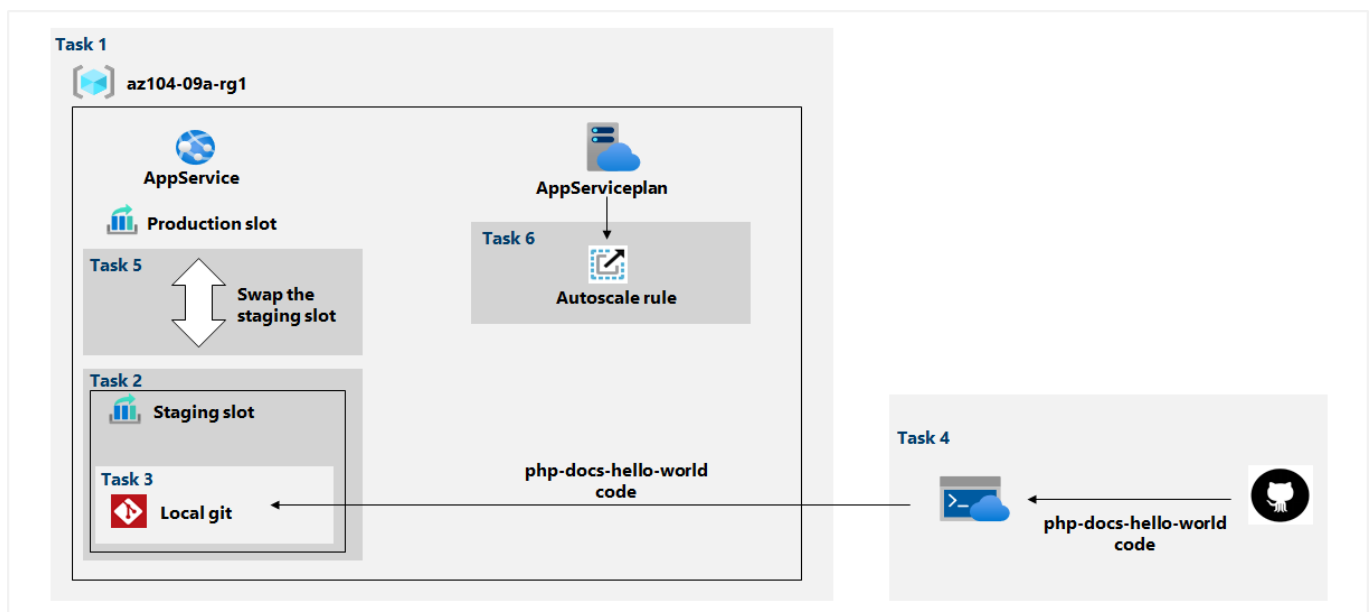 Task 1
az104-09a-rg1
AppService
Production slot
Task 5
Swap the
staging slot
Task 2
Staging slot
Task 3
Local git
AppServiceplan
Task 6
Autoscale rule
php-docs-hello-world
code
Task 4
php-docs-hello-world
code